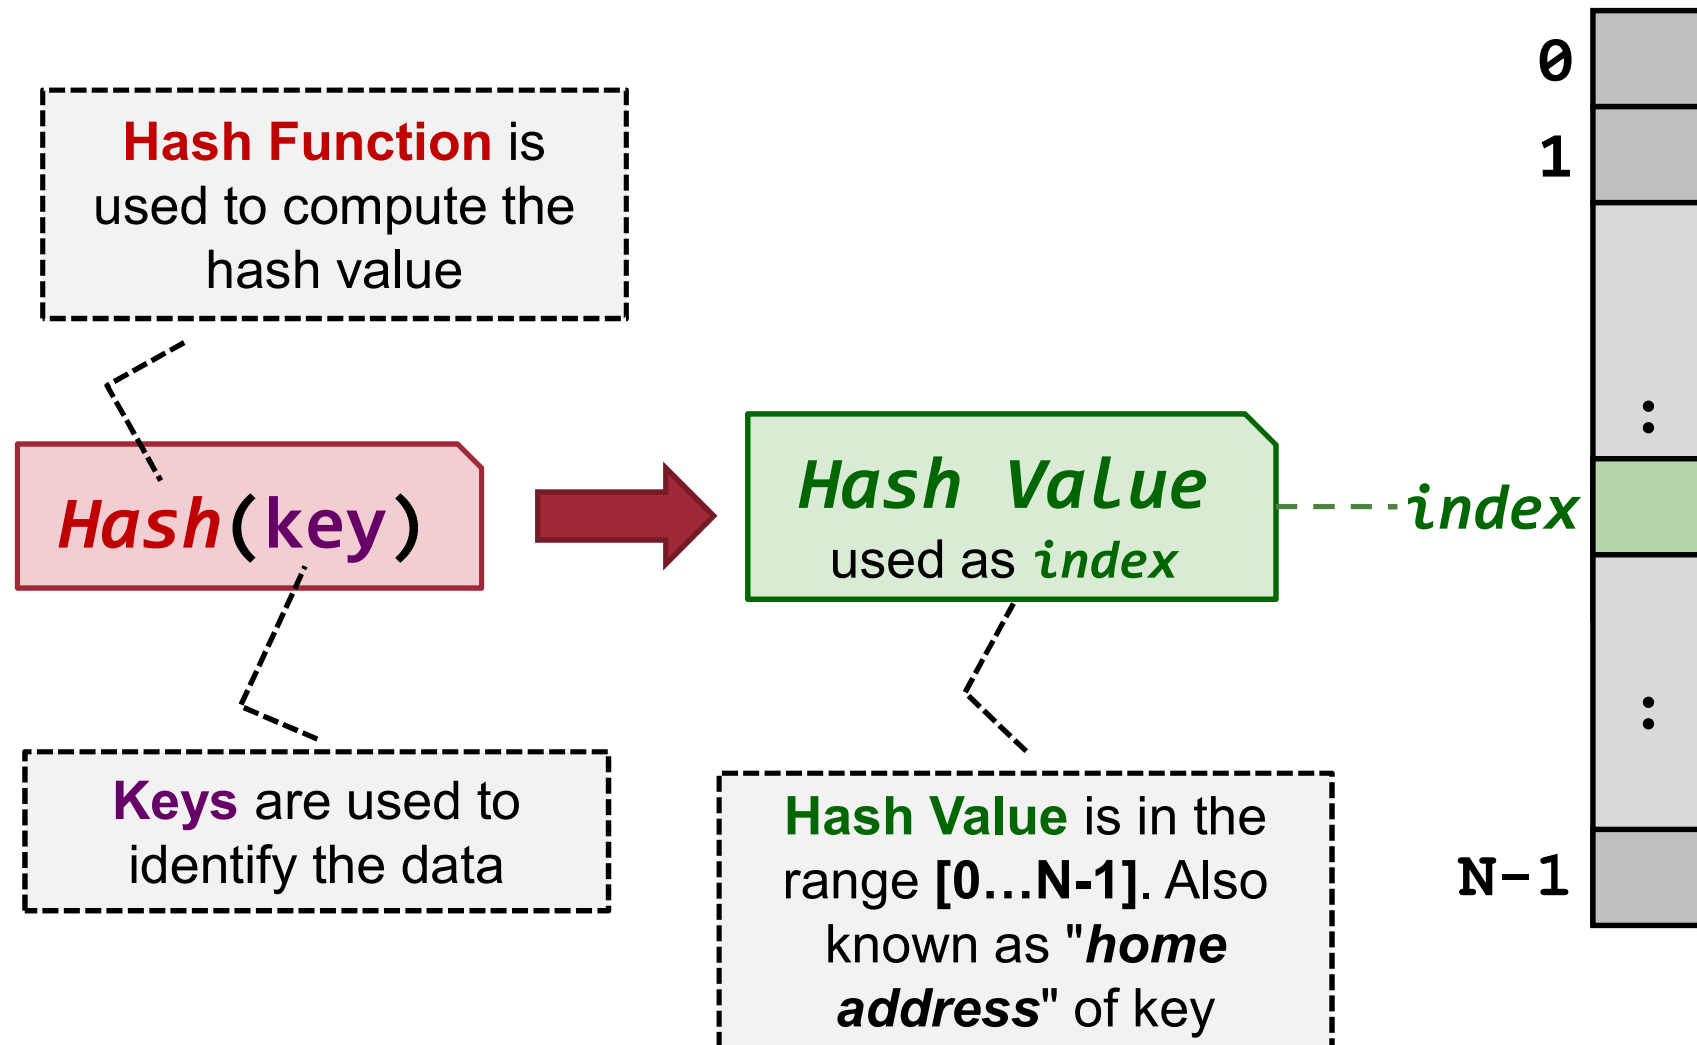 Hash Function is
used to compute the
hash value
Hash(key)
Keys are used to
identify the data
Hash Value
used as index
Hash Value is in the
range [0…N-1]. Also
known as "home
address" of key
0
1
:
index
:
N-1